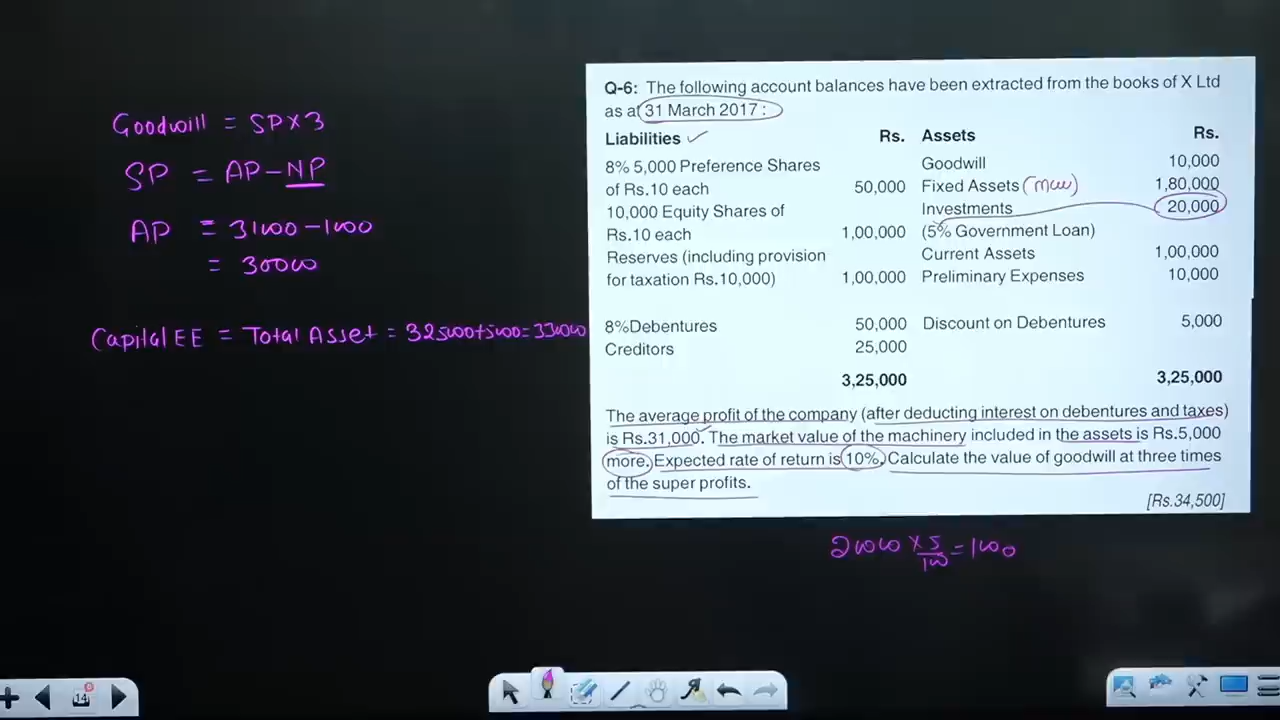 Goodwill = SP X 3
SP = AP - NP
AP = 31000 - 1000
= 30000
Capital EE = Total Asset = 325000+5000=330000
Q-6: The following account balances have been extracted from the books of X Ltd
as at 31 March 2017 :
Liabilities ✓ Rs. Assets Rs.
8% 5,000 Preference Shares Goodwill 10,000
of Rs.10 each 50,000 Fixed Assets 1,80,000
10,000 Equity Shares of Investments 20,000
Rs.10 each 1,00,000 (5% Government Loan)
Reserves (including provision Current Assets 1,00,000
for taxation Rs.10,000) 1,00,000 Preliminary Expenses 10,000
8%Debentures 50,000 Discount on Debentures 5,000
Creditors 25,000
3,25,000 3,25,000
The average profit of the company (after deducting interest on debentures and taxes)
is Rs.31,000. The market value of the machinery included in the assets is Rs.5,000
more. Expected rate of return is 10%. Calculate the value of goodwill at three times
of the super profits.
[Rs.34,500]
20000 X 5/100 = 1000
14